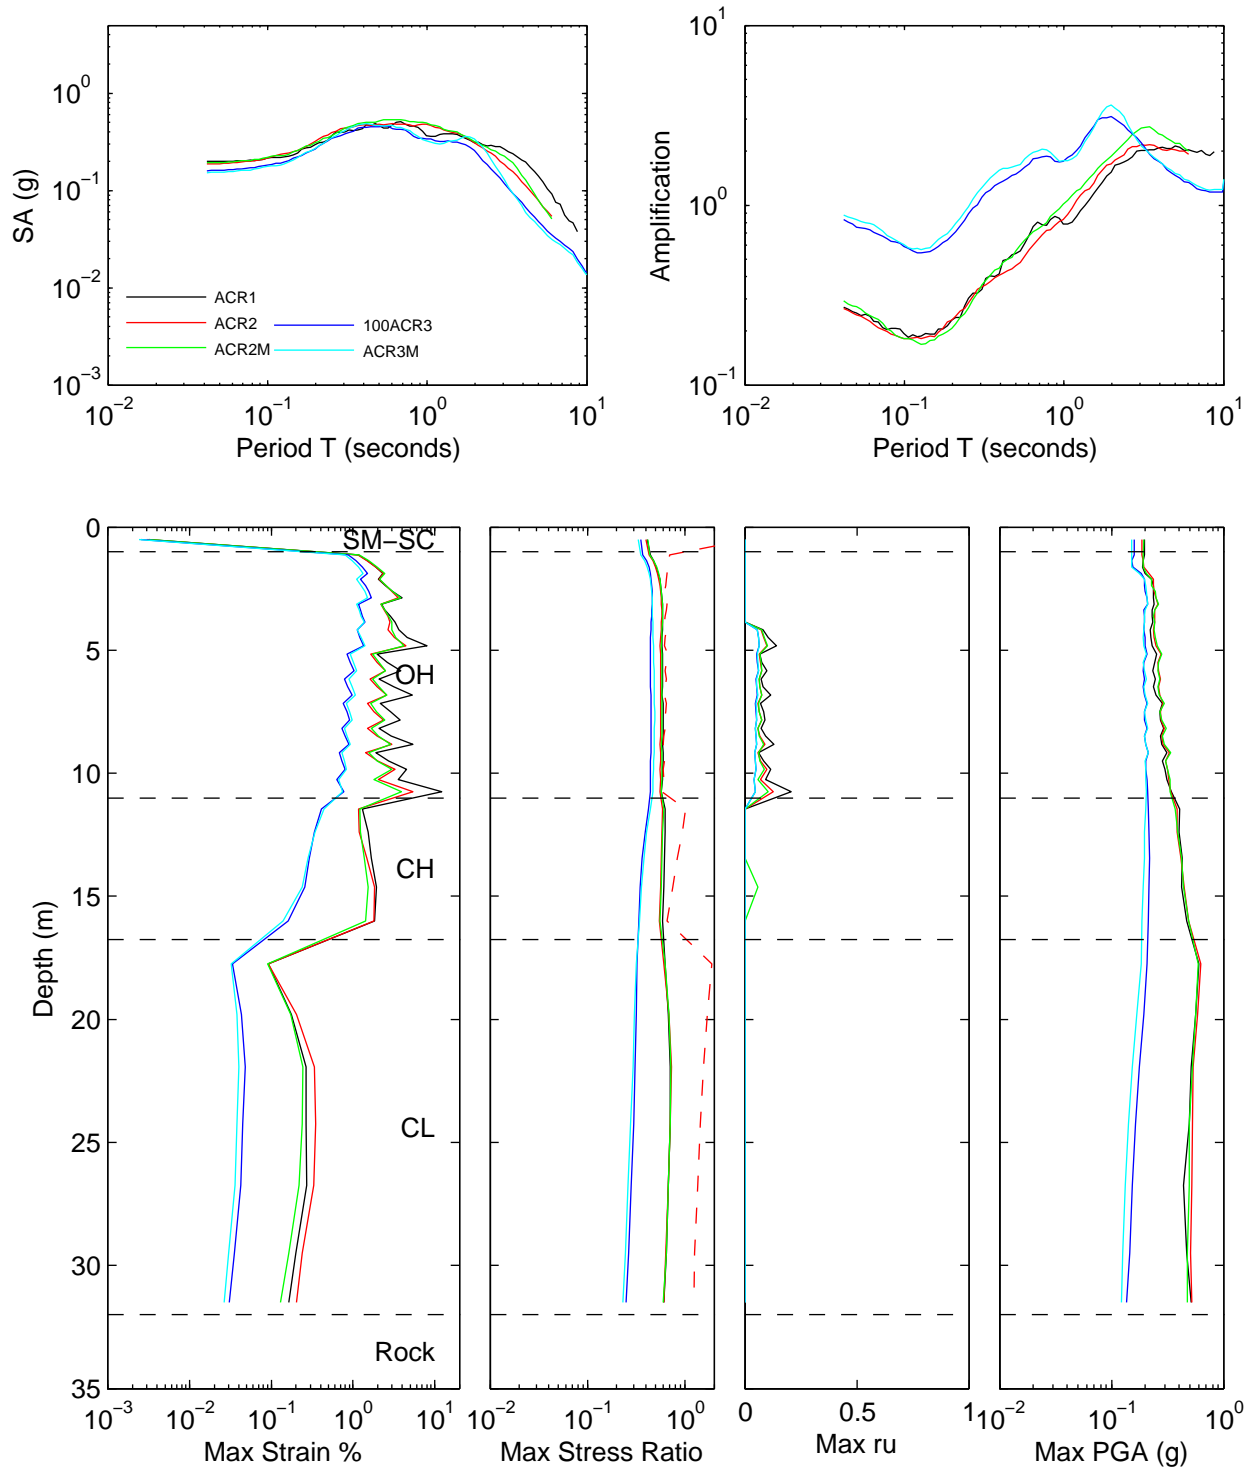 10^1
10^0
10^−1
10^−2
10^−3
SA (g)
ACR1
ACR2
ACR2M
100ACR3
ACR3M
10^−2
10^−1
10^0
10^1
Period T (seconds)
10^0
10^−1
Amplification
10^−2
10^−1
10^0
10^1
Period T (seconds)
0
5
10
15
20
25
30
35
Depth (m)
SM−SC
OH
CH
CL
Rock
10^−3
10^−2
10^−1
10^0
10^1
Max Strain %
10^−2
10^−1
10^0
Max Stress Ratio
0
0.5
1
Max ru
10^−2
10^−1
10^0
Max PGA (g)